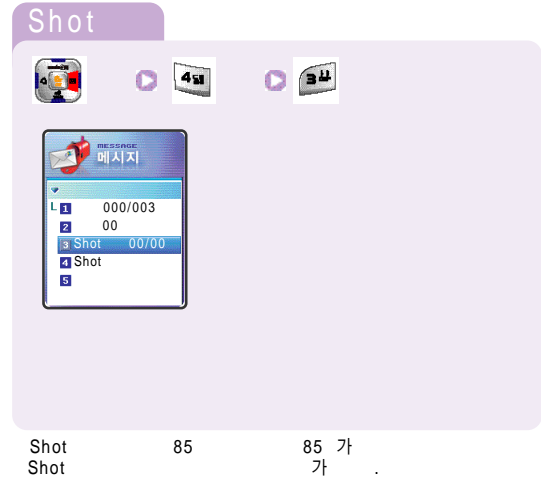 Shot
4
3
MESSAGE
메시지
L 1 000/003
2 00
3 Shot 00/00
4 Shot
5
Shot 85 85 가
Shot 가 .